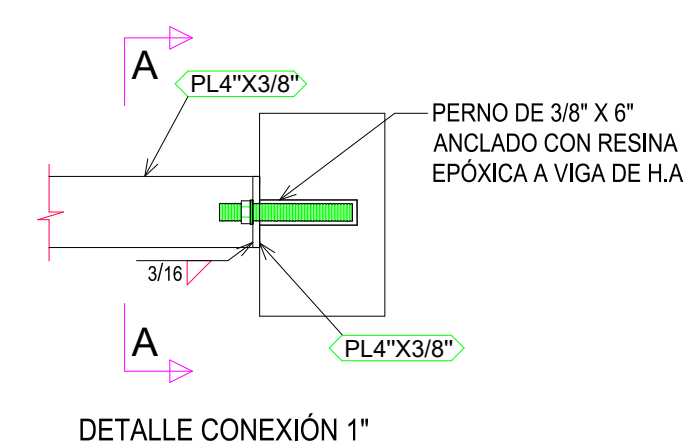 A
PL4"X3/8"
PERNO DE 3/8" X 6"
ANCLADO CON RESINA
EPÓXICA A VIGA DE H.A
3/16
A
PL4"X3/8"
DETALLE CONEXIÓN 1"